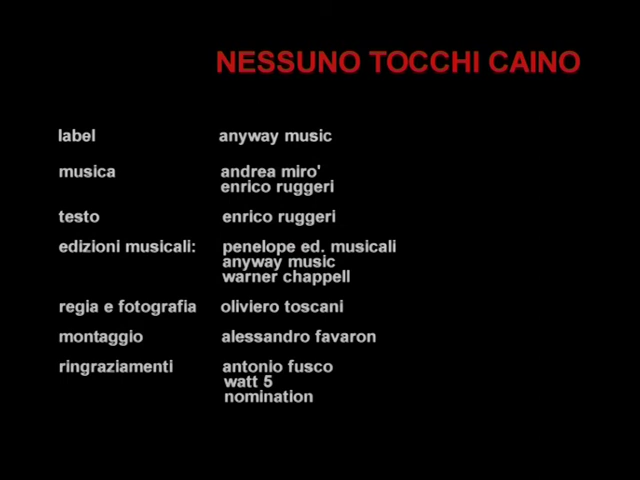 NESSUNO TOCCHI CAINO
label anyway music
musica andrea miro'
enrico ruggeri
testo enrico ruggeri
edizioni musicali: penelope ed. musicali
anyway music
warner chappell
regia e fotografia oliviero toscani
montaggio alessandro favaron
ringraziamenti antonio fusco
watt 5
nomination